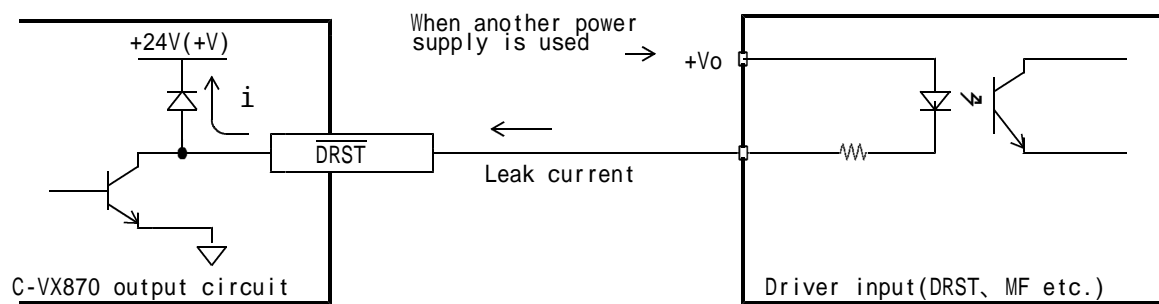 When another power
supply is used
+24V(+V)
+Vo
i
DRST
Leak current
C-VX870 output circuit
Driver input(DRST、MF etc.)